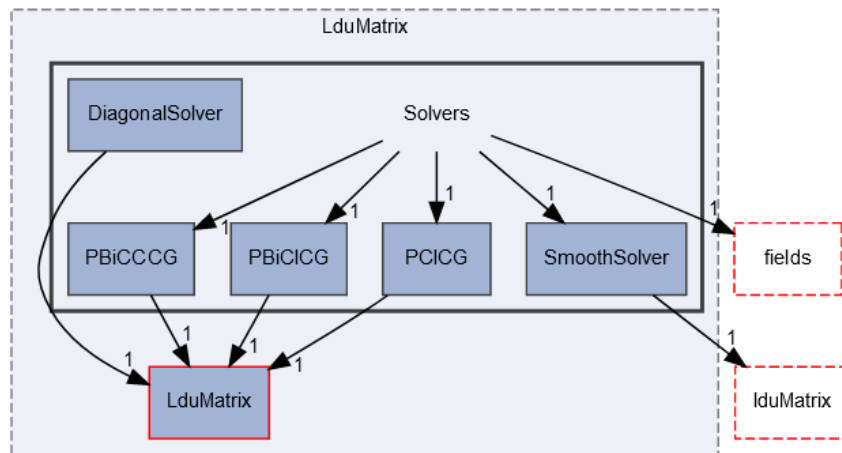 LduMatrix
DiagonalSolver
Solvers
1
1
1
1
1
PBiCCCG
PBiCICG
PCICG
SmoothSolver
fields
1
1
1
1
1
LduMatrix
lduMatrix